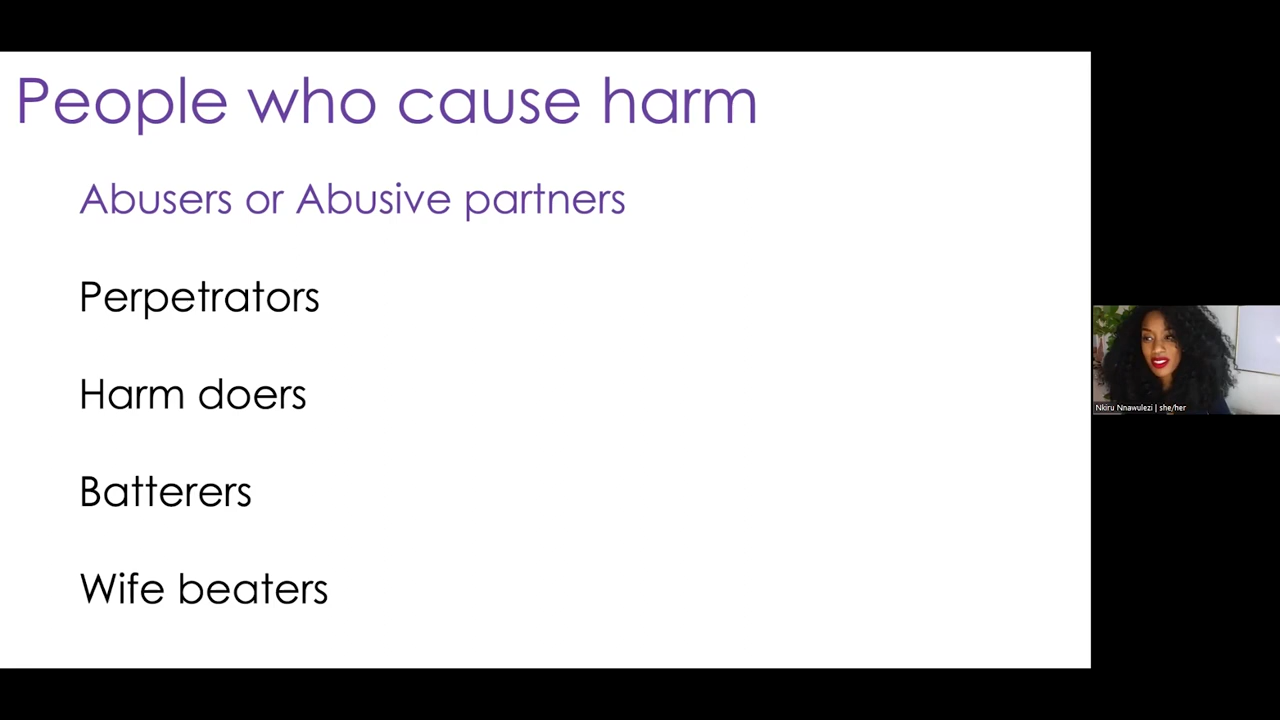 People who cause harm
Abusers or Abusive partners
Perpetrators
Harm doers
Batterers
Wife beaters
Nkiru Nnawulezi | she/her